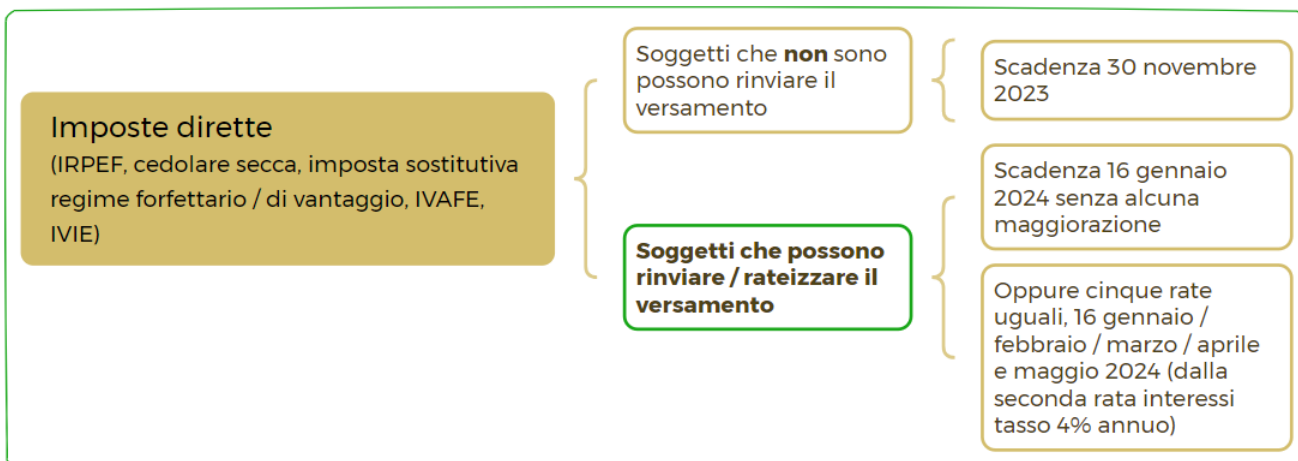 Imposte dirette
(IRPEF, cedolare secca, imposta sostitutiva
regime forfettario / di vantaggio, IVAFE,
IVIE)
Soggetti che non sono
possono rinviare il
versamento
Scadenza 30 novembre
2023
Soggetti che possono
rinviare / rateizzare il
versamento
Scadenza 16 gennaio
2024 senza alcuna
maggiorazione
Oppure cinque rate
uguali, 16 gennaio /
febbraio / marzo / aprile
e maggio 2024 (dalla
seconda rata interessi
tasso 4% annuo)